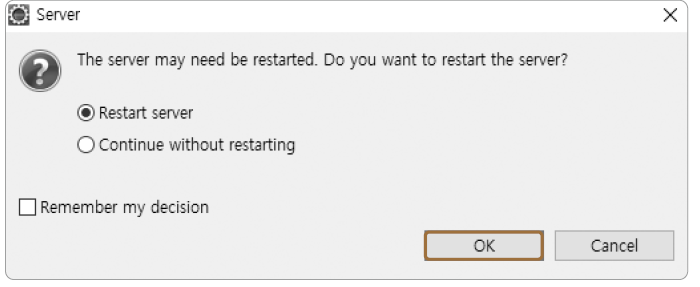 Server
The server may need be restarted. Do you want to restart the server?
Restart server
Continue without restarting
Remember my decision
OK
Cancel